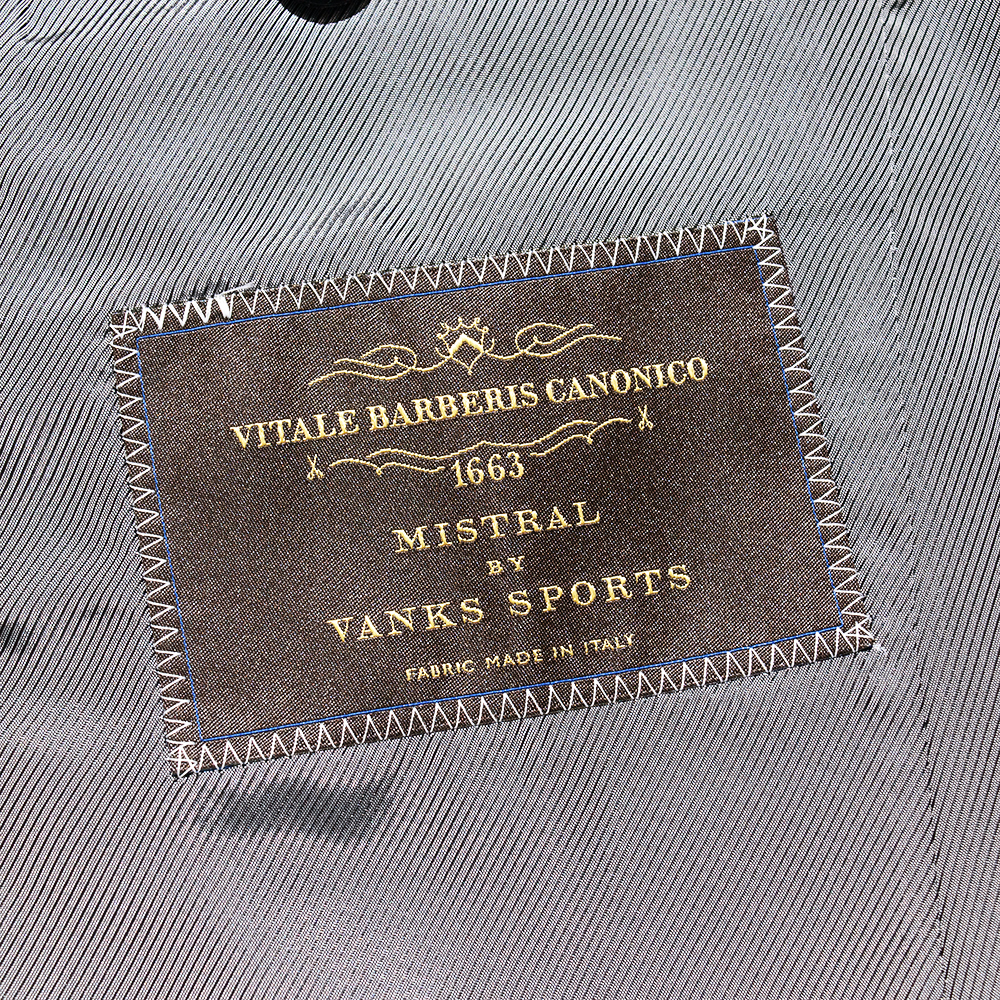 VITALE BARBERIS CANONICO
1663
MISTRAL
BY
VANKS SPORTS
FABRIC MADE IN ITALY